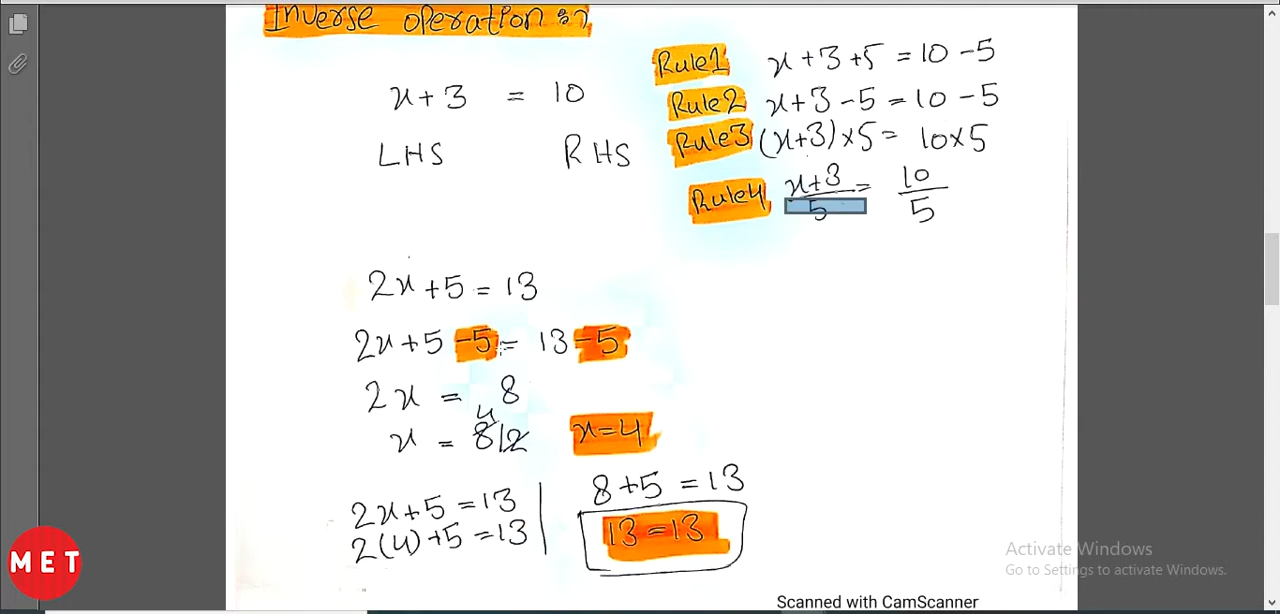 Inverse operation :-
x + 3 = 10
LHS RHS
Rule1 x+3+5 = 10-5
Rule2 x+3-5 = 10-5
Rule3 (x+3)×5 = 10×5
Rule4 x+3/5 = 10/5
2x+5 = 13
2x+5-5 = 13-5
2x = 8
4
x = 8/2 x=4
2x+5 = 13
2(4)+5 = 13
8+5 = 13
13 = 13
MET
Activate Windows
Go to Settings to activate Windows.
Scanned with CamScanner